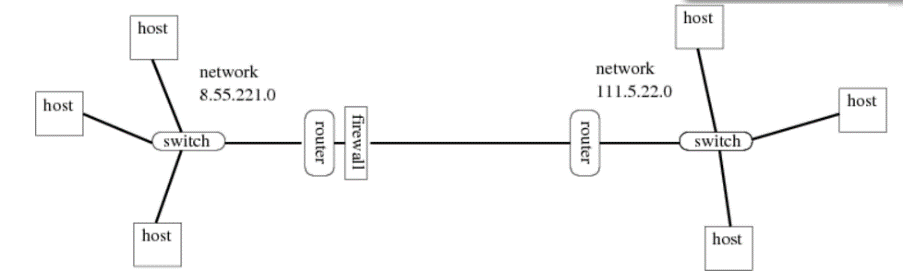 host
host
network
8.55.221.0
network
111.5.22.0
host
host
switch
router
firewall
router
switch
host
host